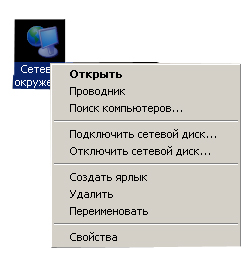 Сетев
окруже
Открыть
Проводник
Поиск компьютеров...
Подключить сетевой диск...
Отключить сетевой диск...
Создать ярлык
Удалить
Переименовать
Свойства